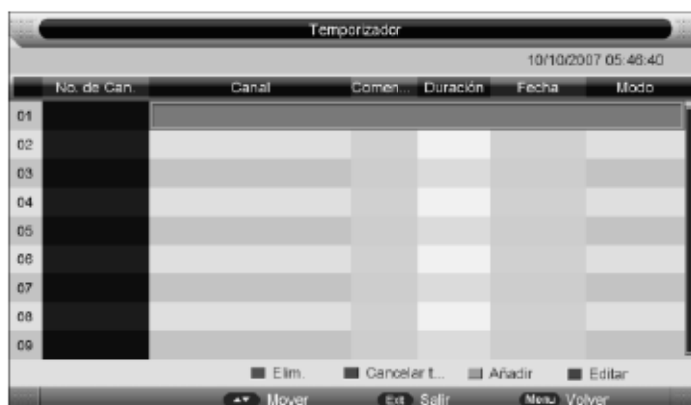 Temporizador
10/10/2007 05:46:40
No. de Can. Canal Comen... Duración Fecha Modo
01
02
03
04
05
06
07
08
09
Elim. Cancelar t... Añadir Editar
Mover Exit Salir Menu Volver